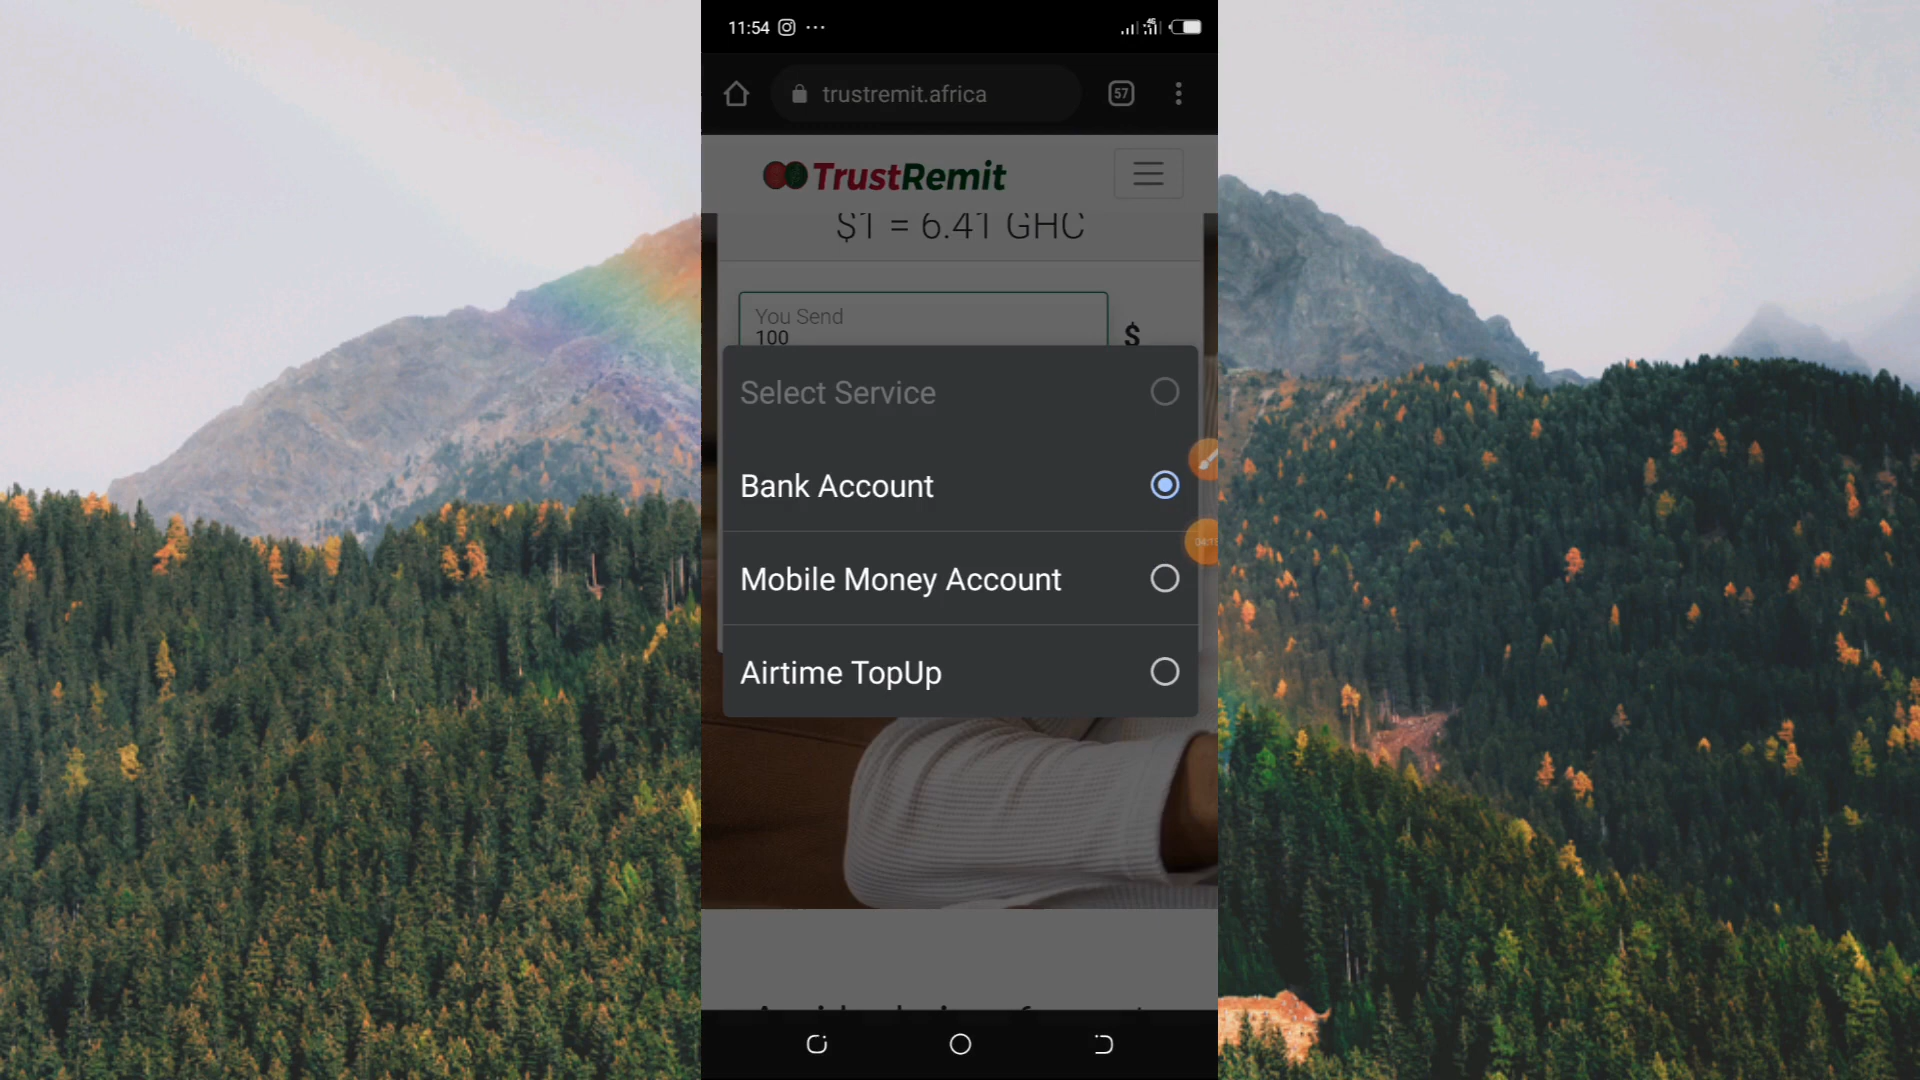 11:54
4G
trustremit.africa
57
TrustRemit
$1 = 6.41 GHC
You Send
100
$
Select Service
Bank Account
Mobile Money Account
Airtime TopUp